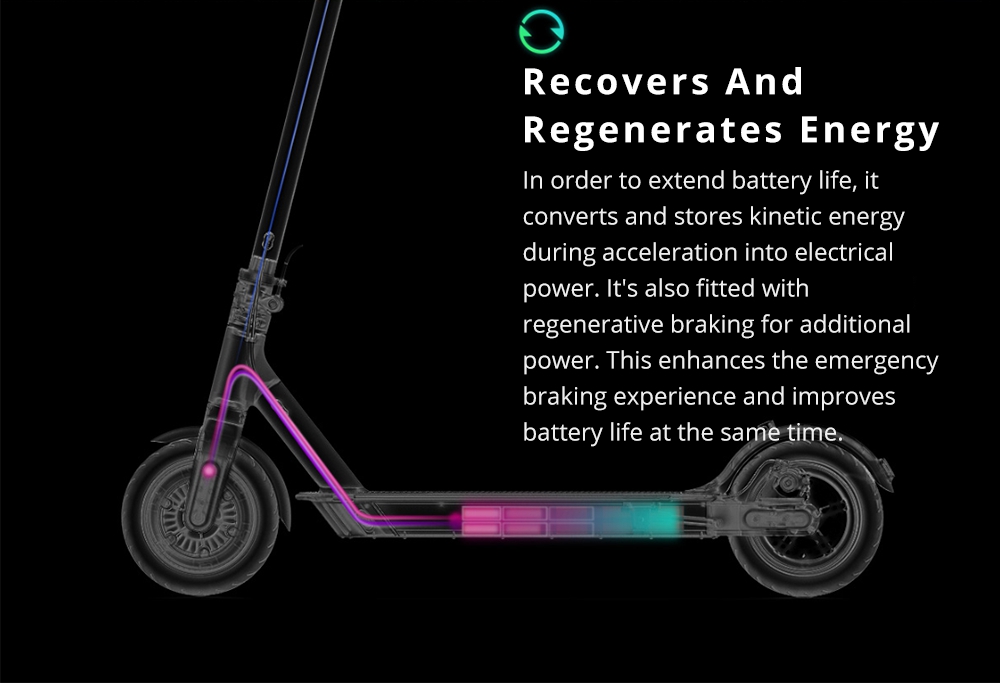 Recovers And
Regenerates Energy
In order to extend battery life, it
converts and stores kinetic energy
during acceleration into electrical
power. It's also fitted with
regenerative braking for additional
power. This enhances the emergency
braking experience and improves
battery life at the same time.